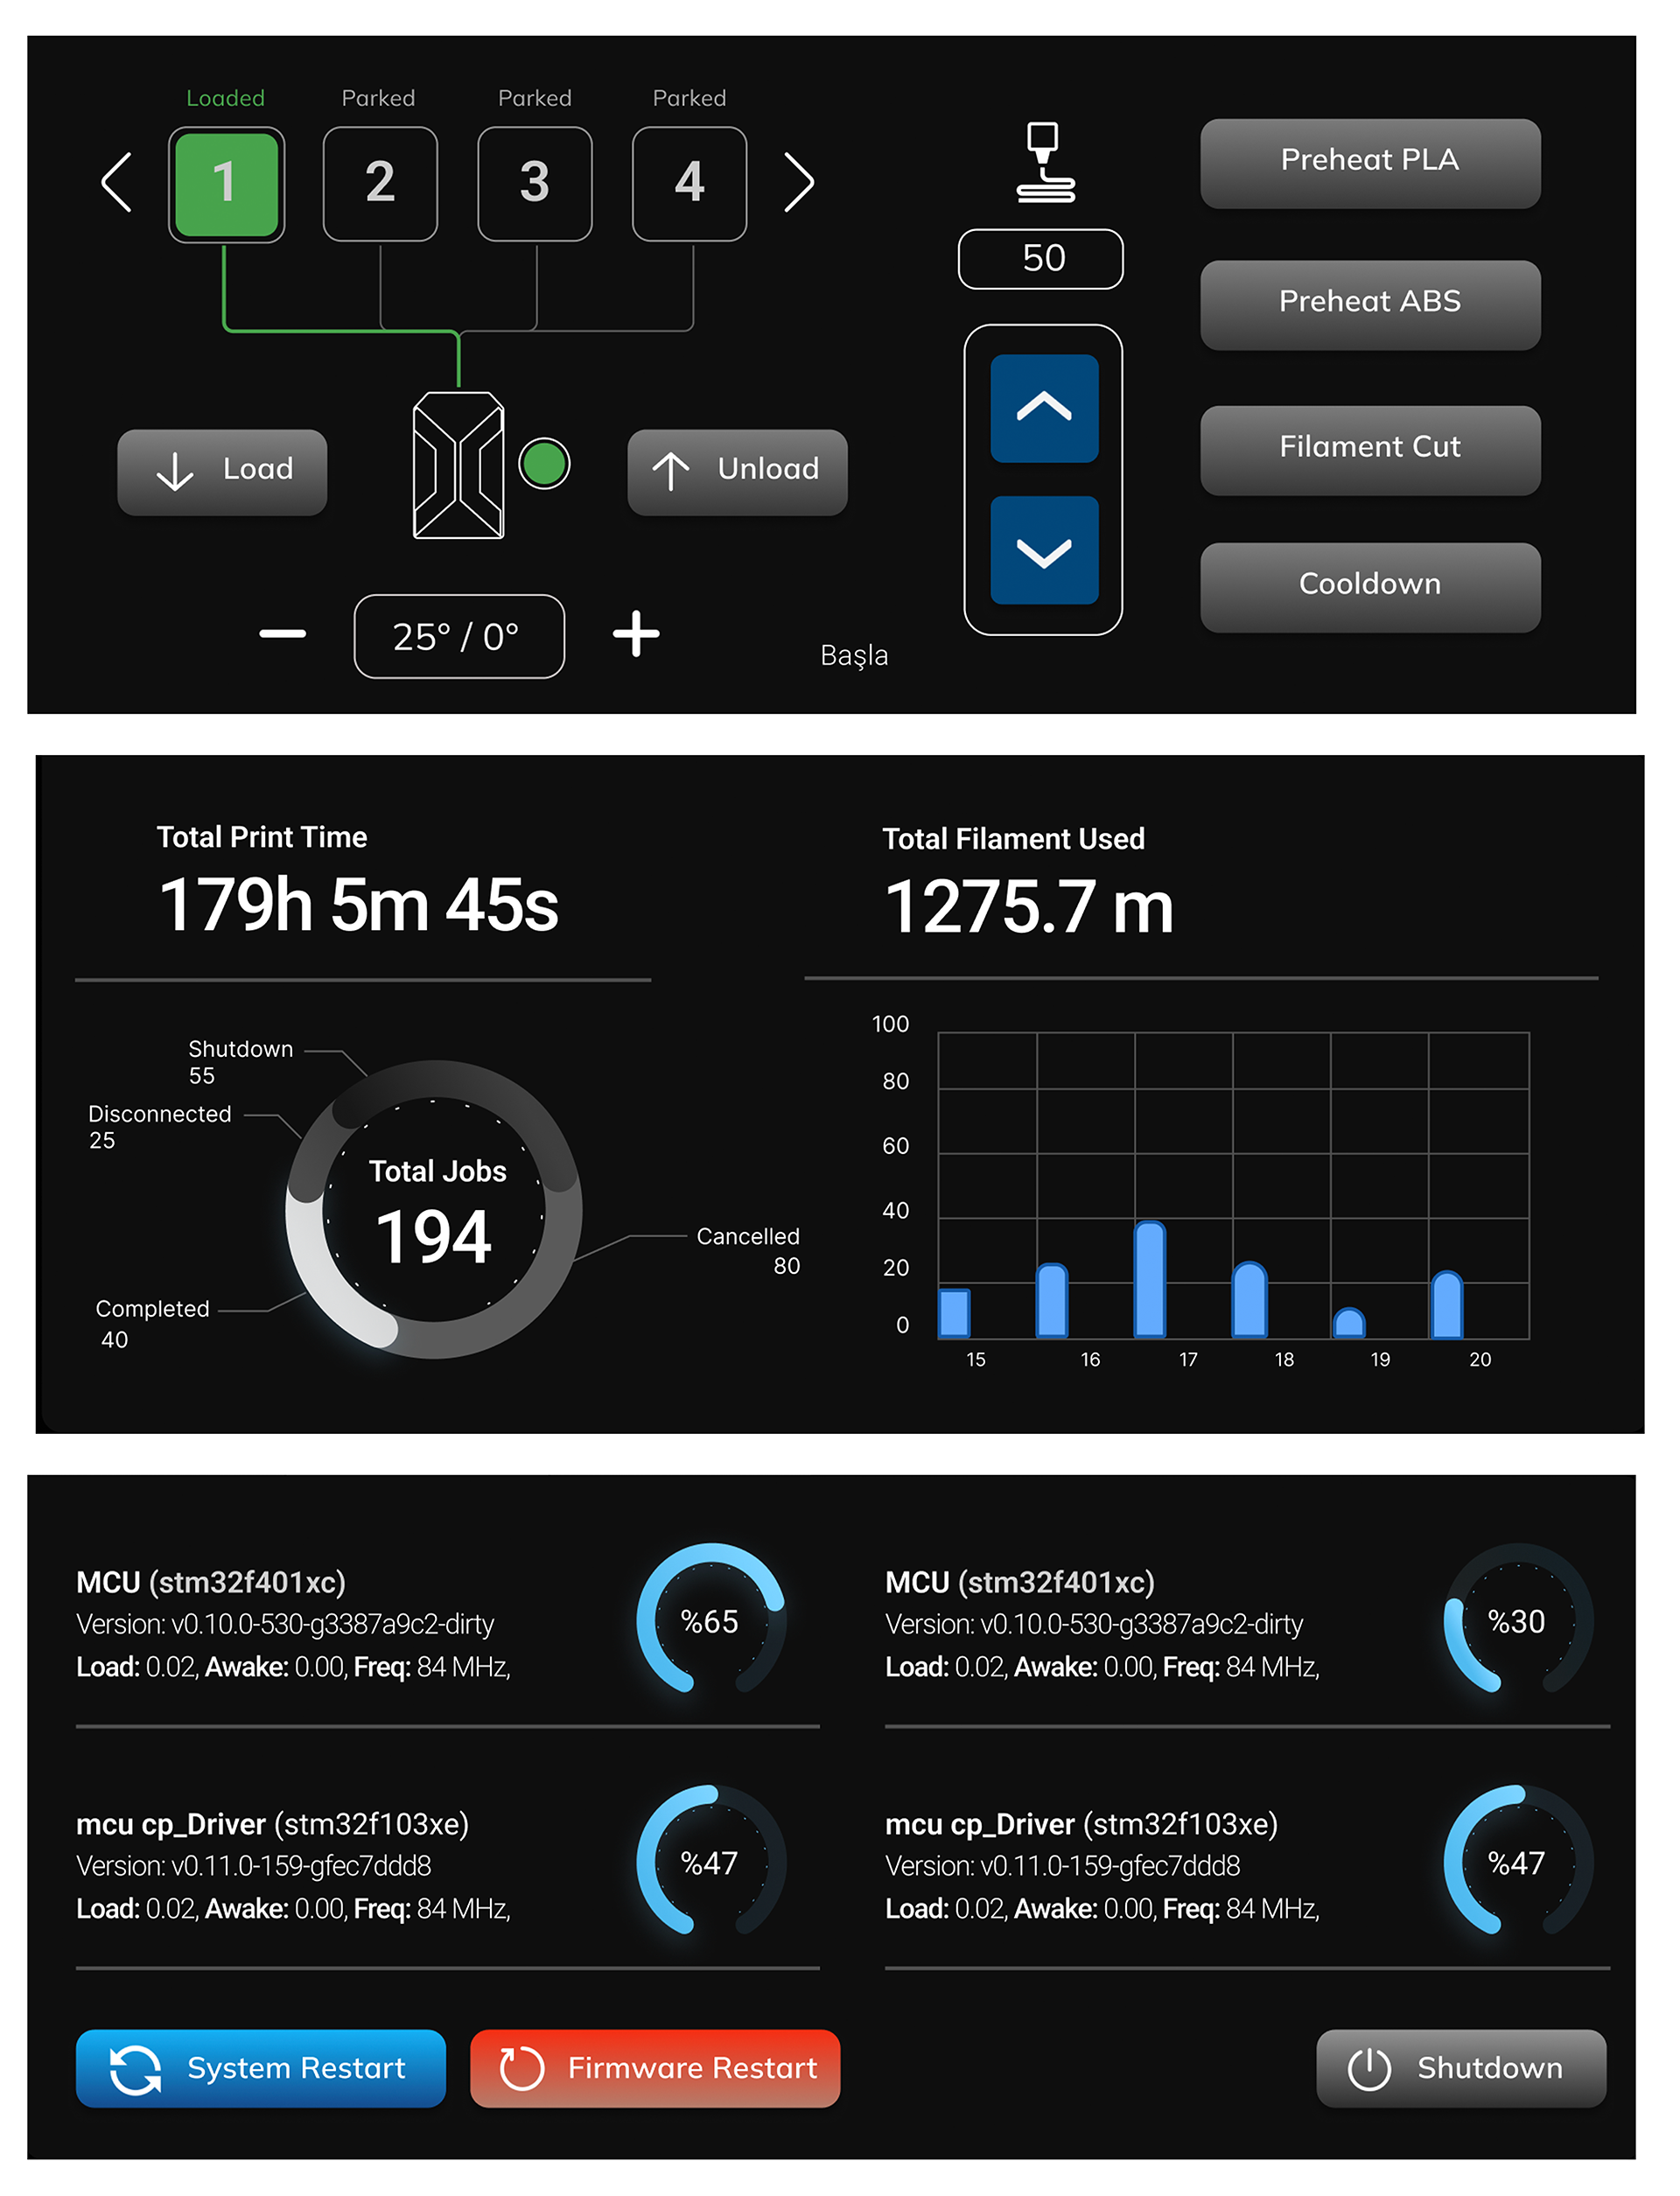 Loaded
Parked
Parked
Parked
1
2
3
4
50
Preheat PLA
Preheat ABS
Filament Cut
Cooldown
Load
Unload
25° / 0°
Başla
Total Print Time
179h 5m 45s
Total Filament Used
1275.7 m
Shutdown
55
Disconnected
25
Total Jobs
194
Cancelled
80
Completed
40
100
80
60
40
20
0
15 16 17 18 19 20
MCU (stm32f401xc)
Version: v0.10.0-530-g3387a9c2-dirty
Load: 0.02, Awake: 0.00, Freq: 84 MHz,
%65
MCU (stm32f401xc)
Version: v0.10.0-530-g3387a9c2-dirty
Load: 0.02, Awake: 0.00, Freq: 84 MHz,
%30
mcu cp_Driver (stm32f103xe)
Version: v0.11.0-159-gfec7ddd8
Load: 0.02, Awake: 0.00, Freq: 84 MHz,
%47
mcu cp_Driver (stm32f103xe)
Version: v0.11.0-159-gfec7ddd8
Load: 0.02, Awake: 0.00, Freq: 84 MHz,
%47
System Restart
Firmware Restart
Shutdown